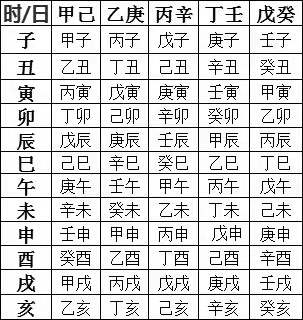 时/日 甲己 乙庚 丙辛 丁壬 戊癸
子 甲子 丙子 戊子 庚子 壬子
丑 乙丑 丁丑 己丑 辛丑 癸丑
寅 丙寅 戊寅 庚寅 壬寅 甲寅
卯 丁卯 己卯 辛卯 癸卯 乙卯
辰 戊辰 庚辰 壬辰 甲辰 丙辰
巳 己巳 辛巳 癸巳 乙巳 丁巳
午 庚午 壬午 甲午 丙午 戊午
未 辛未 癸未 乙未 丁未 己未
申 壬申 甲申 丙申 戊申 庚申
酉 癸酉 乙酉 丁酉 己酉 辛酉
戌 甲戌 丙戌 戊戌 庚戌 壬戌
亥 乙亥 丁亥 己亥 辛亥 癸亥